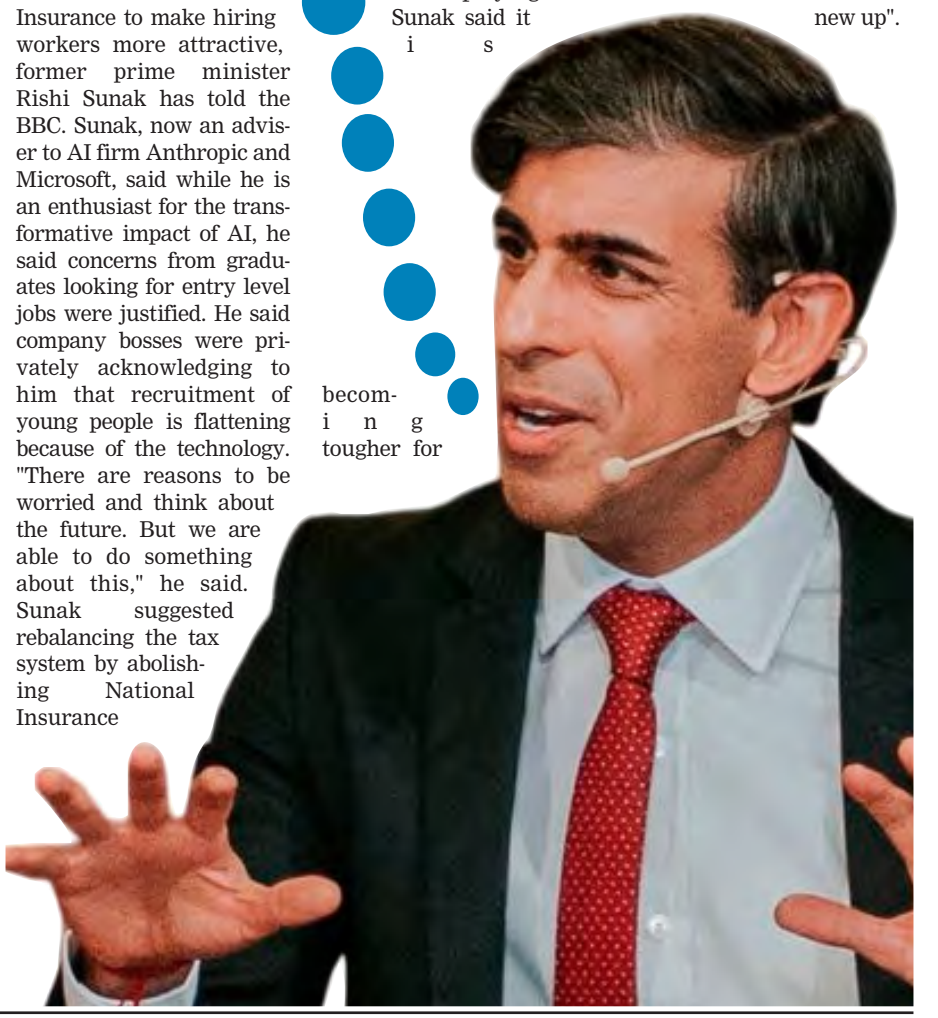 Insurance to make hiring
workers more attractive,
former prime minister
Rishi Sunak has told the
BBC. Sunak, now an advis-
er to AI firm Anthropic and
Microsoft, said while he is
an enthusiast for the trans-
formative impact of AI, he
said concerns from gradu-
ates looking for entry level
jobs were justified. He said
company bosses were pri-
vately acknowledging to
him that recruitment of
young people is flattening
because of the technology.
"There are reasons to be
worried and think about
the future. But we are
able to do something
about this," he said.
Sunak suggested
rebalancing the tax
system by abolish-
ing National
Insurance
Sunak said it
i s
becom-
i n g
tougher for
new up".